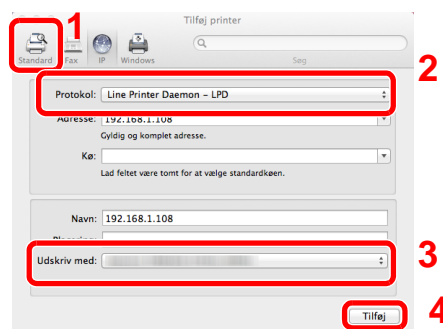 Tilføj printer
1
Standard Fax IP Windows
Søg
2
Protokol: Line Printer Daemon – LPD
Adresse: 192.168.1.108
Gyldig og komplet adresse.
Kø:
Lad feltet være tomt for at vælge standardkøen.
Navn: 192.168.1.108
Placering:
Udskriv med:
3
Tilføj
4